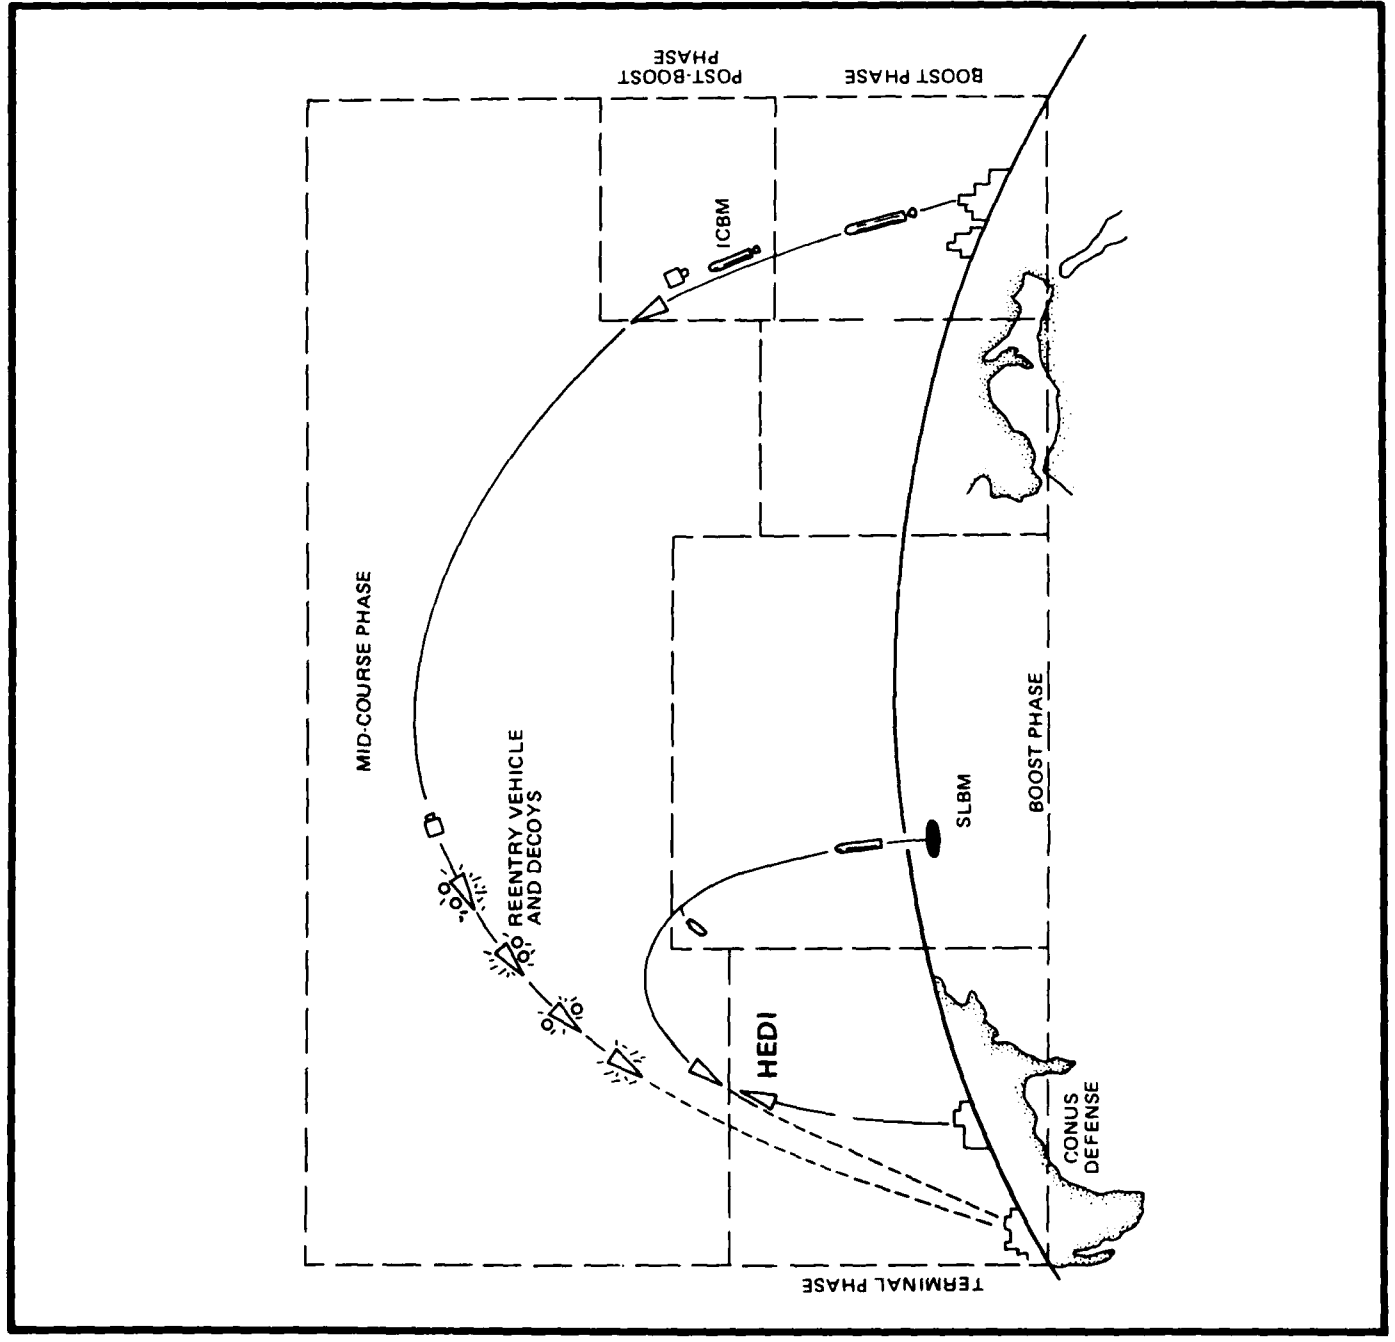 POST-BOOST
PHASE
BOOST PHASE
ICBM
MID-COURSE PHASE
REENTRY VEHICLE
AND DECOYS
SLBM
BOOST PHASE
HEDI
CONUS
DEFENSE
TERMINAL PHASE